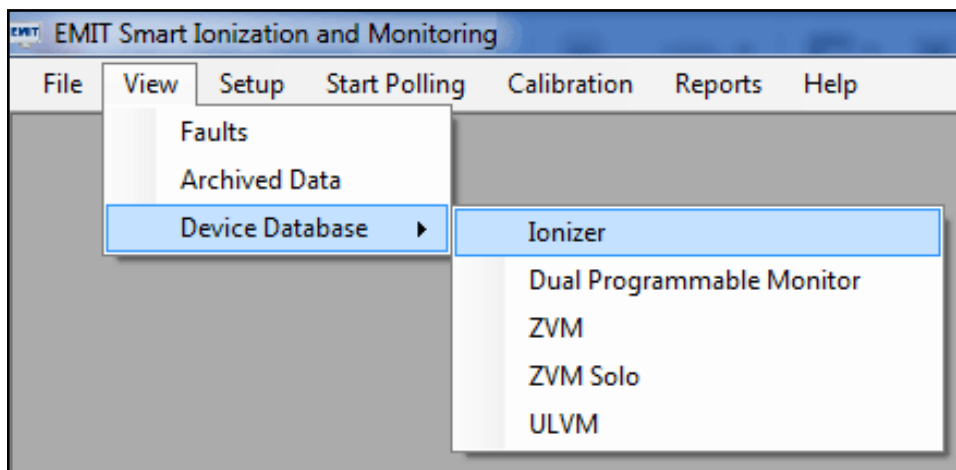 EMIT EMIT Smart Ionization and Monitoring
File View Setup Start Polling Calibration Reports Help
Faults
Archived Data
Device Database
Ionizer
Dual Programmable Monitor
ZVM
ZVM Solo
ULVM